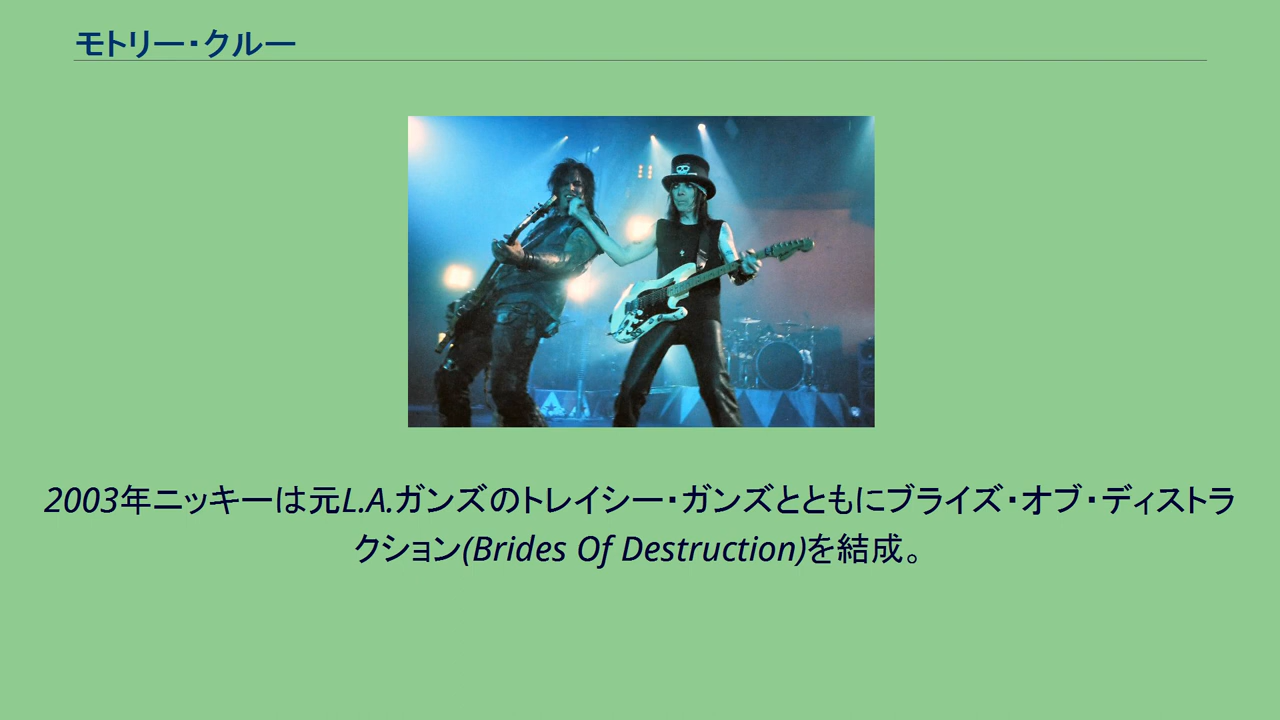 モトリー・クルー
2003年ニッキーは元L.A.ガンズのトレイシー・ガンズとともにブライズ・オブ・ディストラ
クション(Brides Of Destruction)を結成。